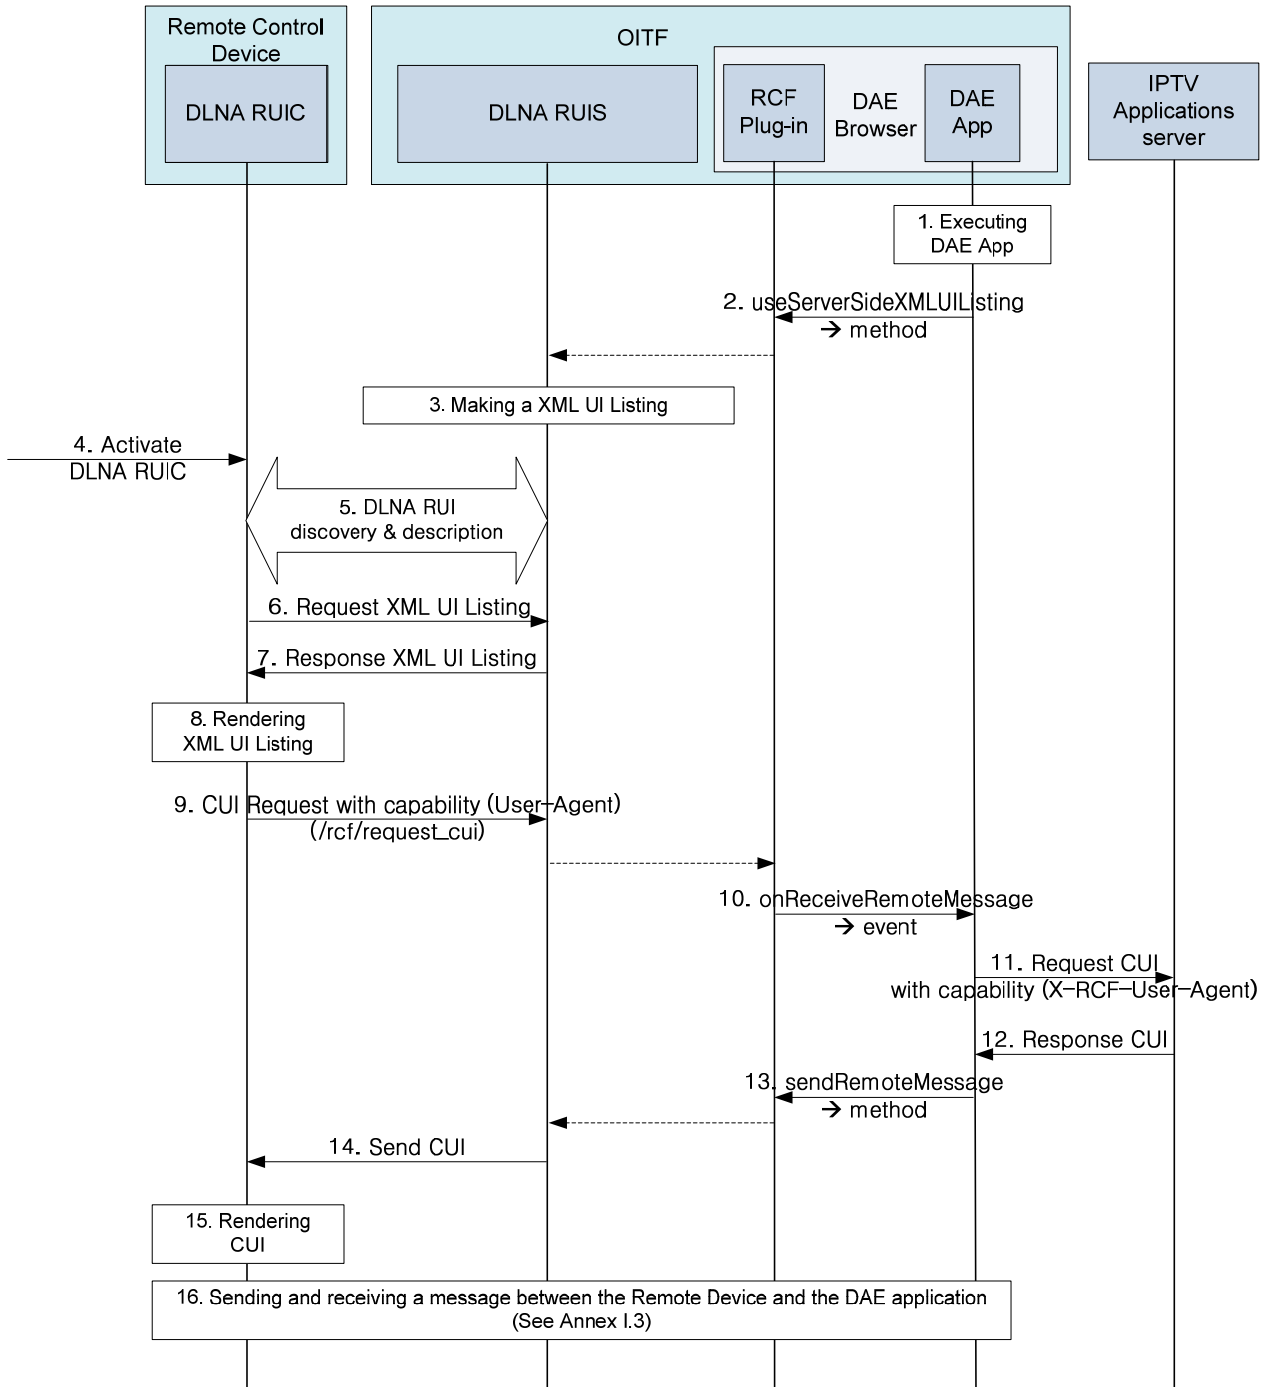 Remote Control
Device
DLNA RUIC
OITF
DLNA RUIS
RCF
Plug-in
DAE
Browser
DAE
App
IPTV
Applications
server
1. Executing
DAE App
2. useServerSideXMLUIListing
→ method
3. Making a XML UI Listing
4. Activate
DLNA RUIC
5. DLNA RUI
discovery & description
6. Request XML UI Listing
7. Response XML UI Listing
8. Rendering
XML UI Listing
9. CUI Request with capability (User-Agent)
(/rcf/request_cui)
10. onReceiveRemoteMessage
→ event
11. Request CUI
with capability (X-RCF-User-Agent)
12. Response CUI
13. sendRemoteMessage
→ method
14. Send CUI
15. Rendering
CUI
16. Sending and receiving a message between the Remote Device and the DAE application
(See Annex I.3)